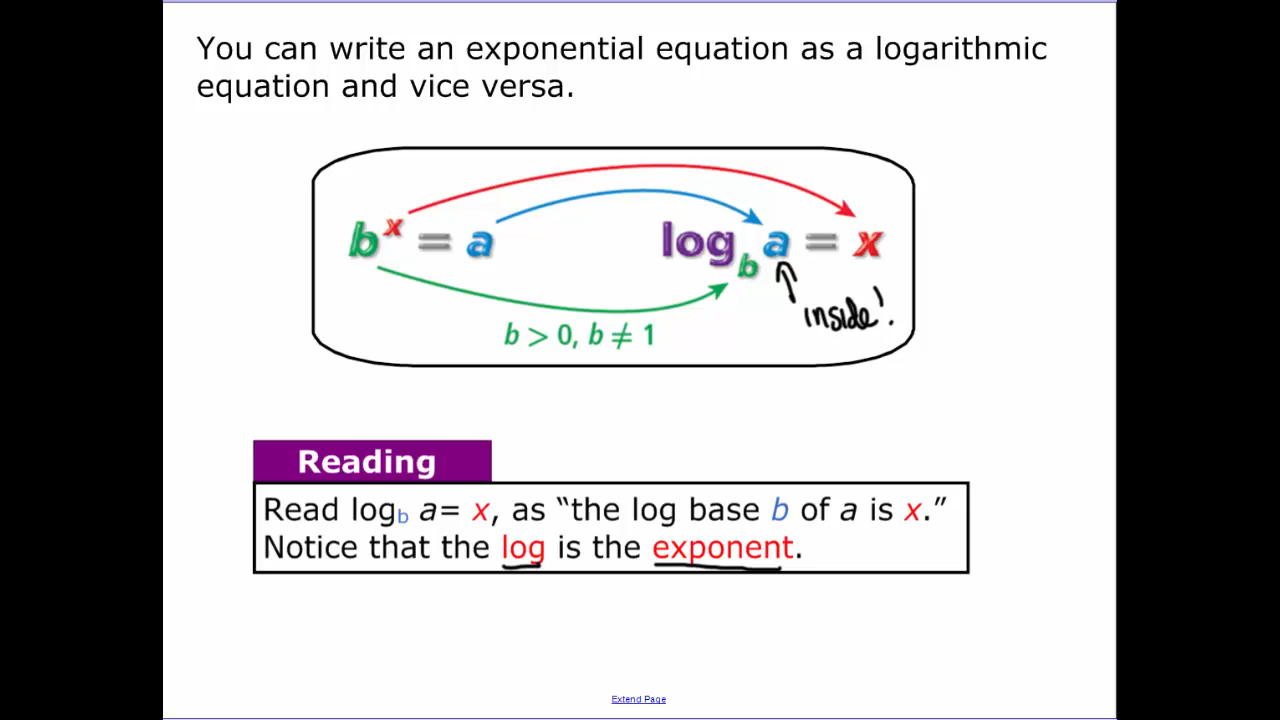 You can write an exponential equation as a logarithmic
equation and vice versa.
bˣ = a
log_b a = x
inside!
b > 0, b ≠ 1
Reading
Read log_b a= x, as “the log base b of a is x.”
Notice that the log is the exponent.
Extend Page